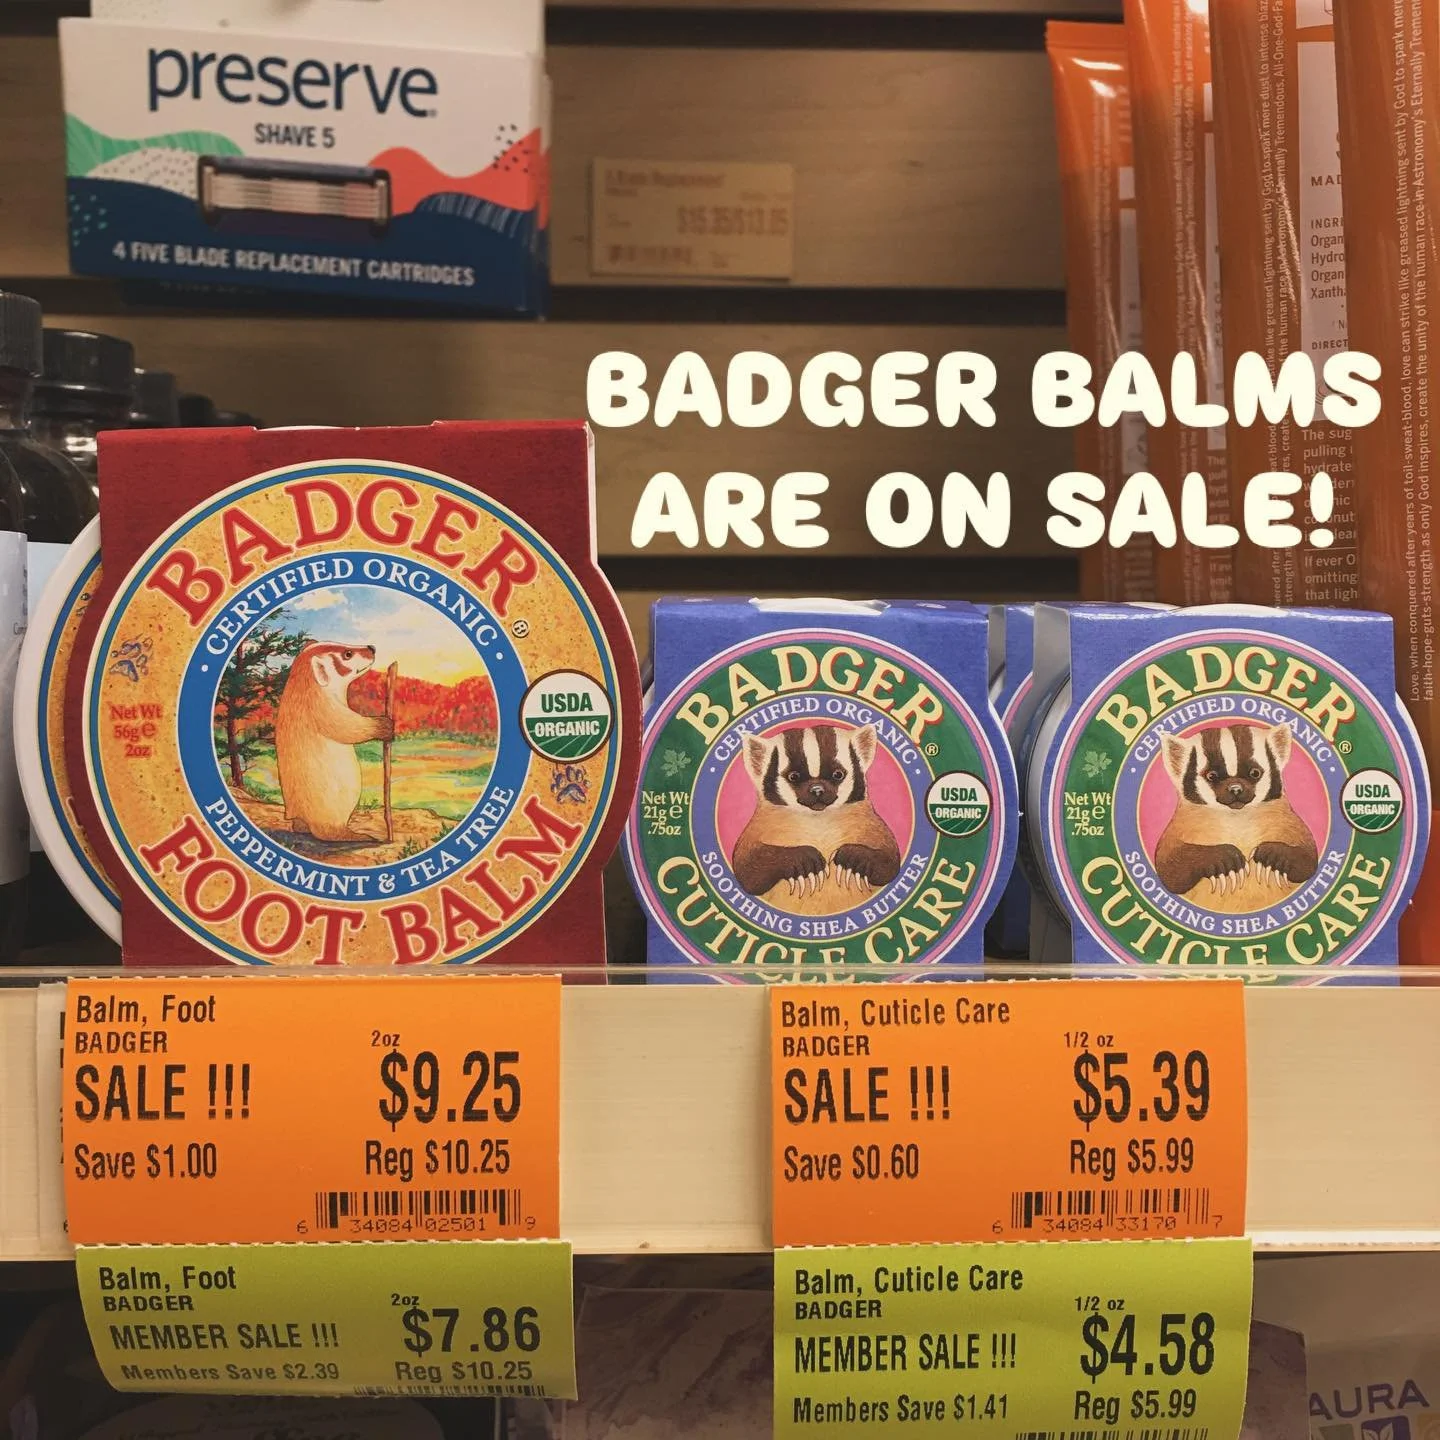 preserve
SHAVE 5
4 FIVE BLADE REPLACEMENT CARTRIDGES
$15.35/$13.05
BADGER BALMS
ARE ON SALE!
BADGER®
· CERTIFIED ORGANIC ·
Net Wt
56g e
2oz
USDA
ORGANIC
PEPPERMINT & TEA TREE
FOOT BALM
BADGER®
· CERTIFIED ORGANIC ·
Net Wt
21g e
.75oz
USDA
ORGANIC
SOOTHING SHEA BUTTER
CUTICLE CARE
BADGER®
· CERTIFIED ORGANIC ·
Net Wt
21g e
.75oz
USDA
ORGANIC
SOOTHING SHEA BUTTER
CUTICLE CARE
Balm, Foot
BADGER
2oz
SALE !!! $9.25
Save $1.00 Reg $10.25
6 34084 02501 9
Balm, Foot
BADGER
2oz
MEMBER SALE !!! $7.86
Members Save $2.39 Reg $10.25
Balm, Cuticle Care
BADGER
1/2 oz
SALE !!! $5.39
Save $0.60 Reg $5.99
6 34084 33170 7
Balm, Cuticle Care
BADGER
1/2 oz
MEMBER SALE !!! $4.58
Members Save $1.41 Reg $5.99
AURA